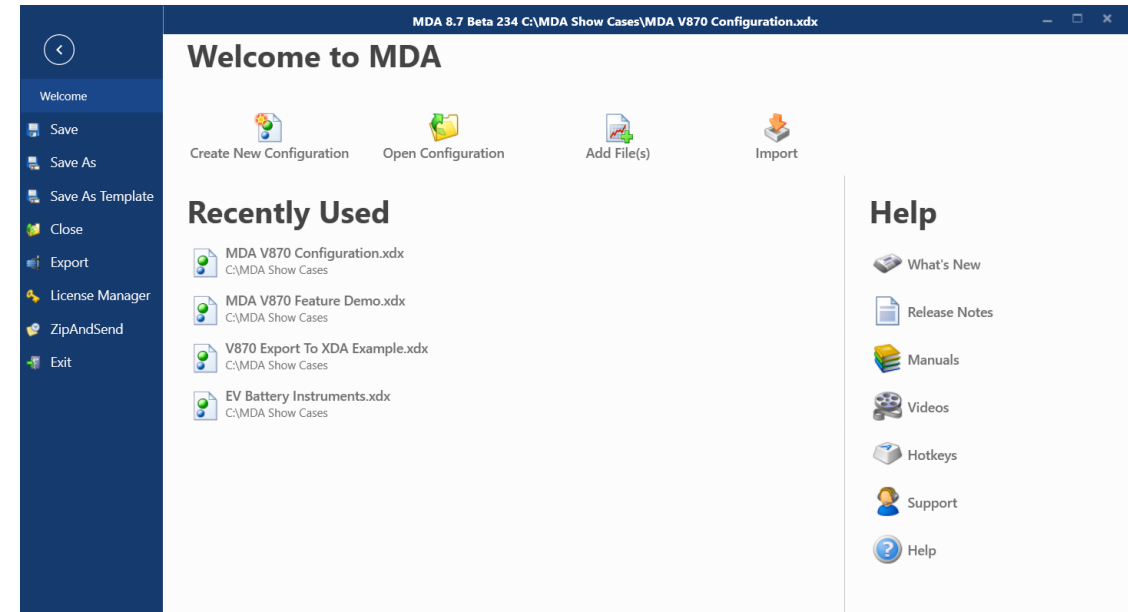 MDA 8.7 Beta 234 C:\MDA Show Cases\MDA V870 Configuration.xdx
Welcome
Save
Save As
Save As Template
Close
Export
License Manager
ZipAndSend
Exit
Welcome to MDA
Create New Configuration
Open Configuration
Add File(s)
Import
Recently Used
MDA V870 Configuration.xdx
C:\MDA Show Cases
MDA V870 Feature Demo.xdx
C:\MDA Show Cases
V870 Export To XDA Example.xdx
C:\MDA Show Cases
EV Battery Instruments.xdx
C:\MDA Show Cases
Help
What's New
Release Notes
Manuals
Videos
Hotkeys
Support
Help